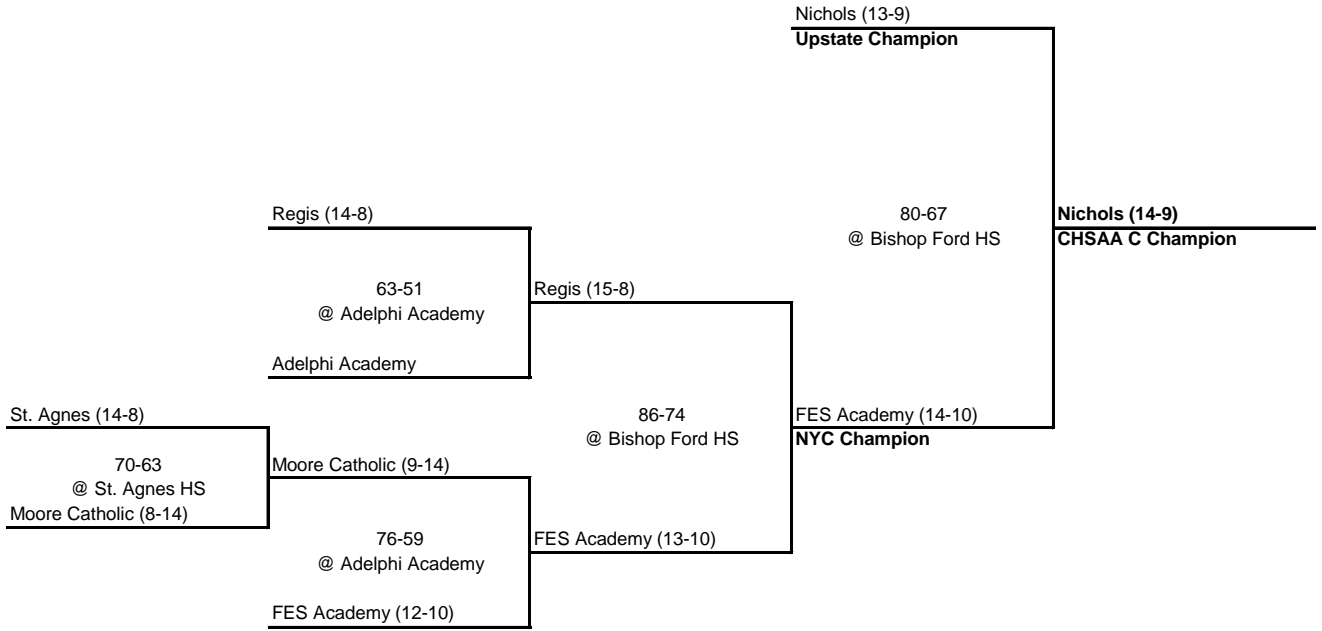 Nichols (13-9)
Upstate Champion
Regis (14-8)
80-67
@ Bishop Ford HS
Nichols (14-9)
CHSAA C Champion
63-51
@ Adelphi Academy
Regis (15-8)
Adelphi Academy
St. Agnes (14-8)
86-74
@ Bishop Ford HS
FES Academy (14-10)
NYC Champion
70-63
@ St. Agnes HS
Moore Catholic (9-14)
Moore Catholic (8-14)
76-59
@ Adelphi Academy
FES Academy (13-10)
FES Academy (12-10)